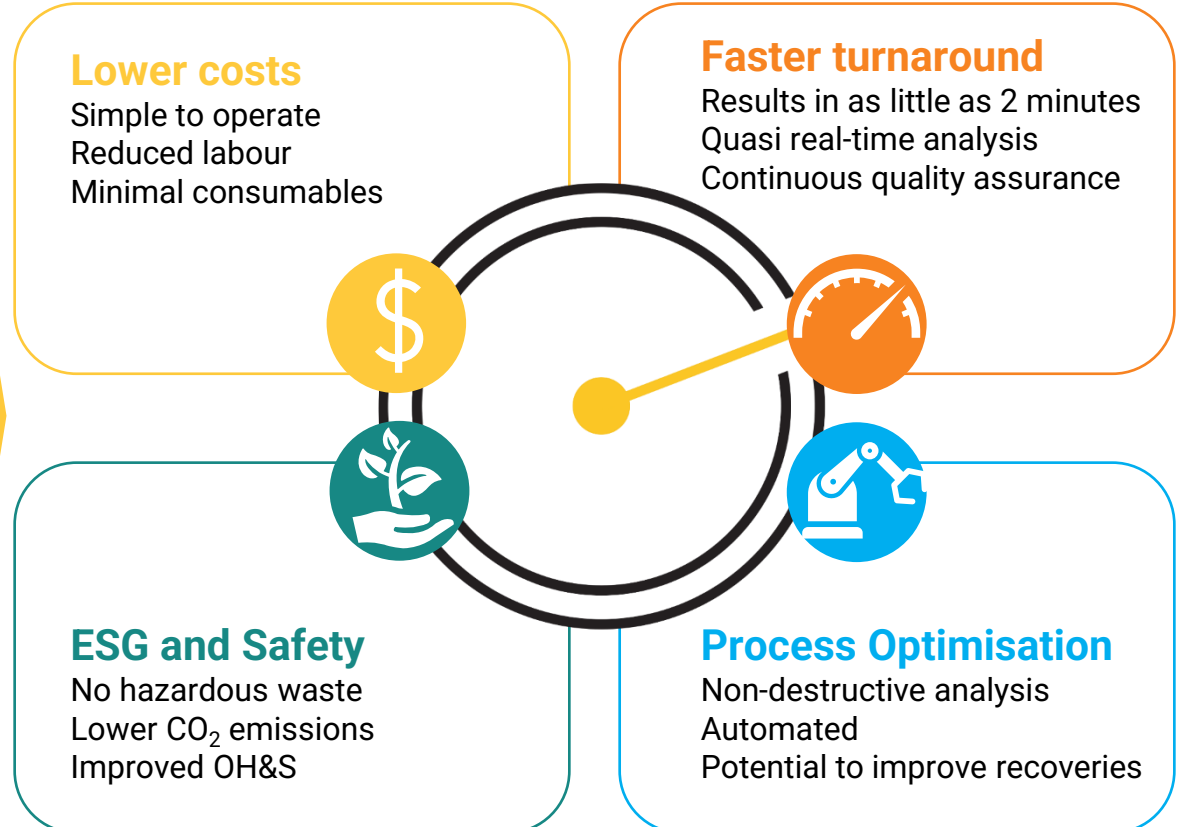 Lower costs
Simple to operate
Reduced labour
Minimal consumables
Faster turnaround
Results in as little as 2 minutes
Quasi real-time analysis
Continuous quality assurance
$
ESG and Safety
No hazardous waste
Lower CO₂ emissions
Improved OH&S
Process Optimisation
Non-destructive analysis
Automated
Potential to improve recoveries